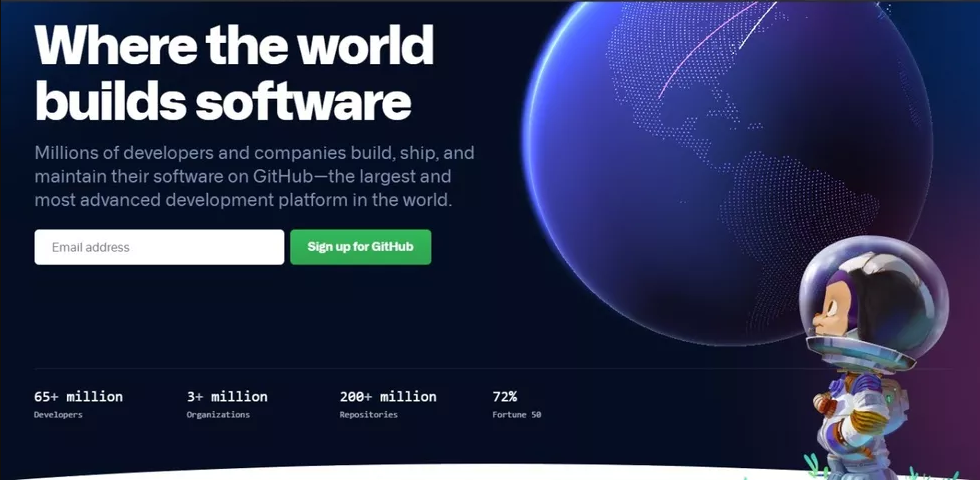 Where the world
builds software
Millions of developers and companies build, ship, and
maintain their software on GitHub—the largest and
most advanced development platform in the world.
Email address
Sign up for GitHub
65+ million
Developers
3+ million
Organizations
200+ million
Repositories
72%
Fortune 50